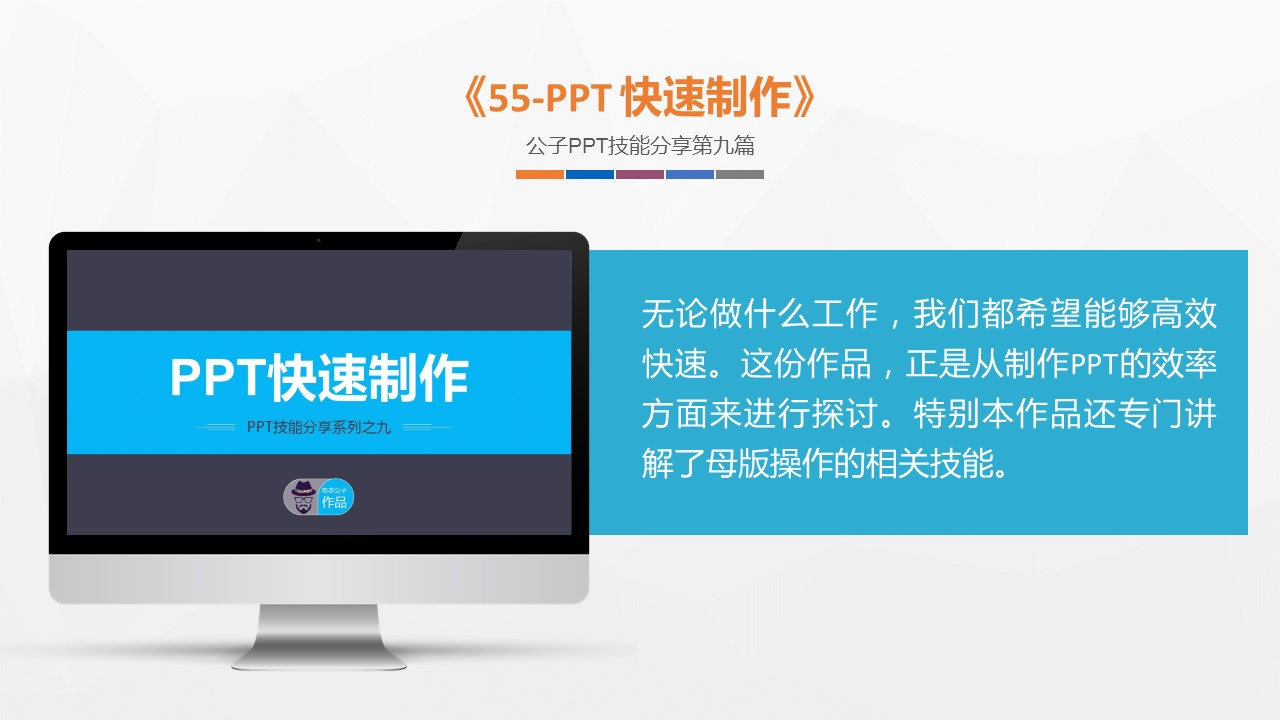 《55-PPT 快速制作》
公子PPT技能分享第九篇
PPT快速制作
PPT技能分享系列之九
布衣公子
作品
无论做什么工作，我们都希望能够高效
快速。这份作品，正是从制作PPT的效率
方面来进行探讨。特别本作品还专门讲
解了母版操作的相关技能。